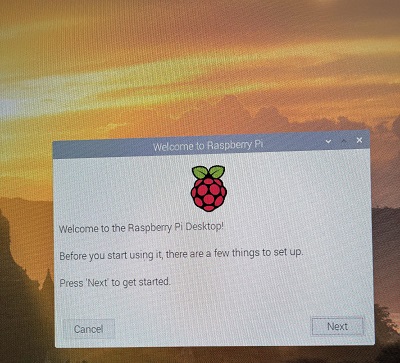 Welcome to Raspberry Pi
Welcome to the Raspberry Pi Desktop!
Before you start using it, there are a few things to set up.
Press 'Next' to get started.
Cancel
Next